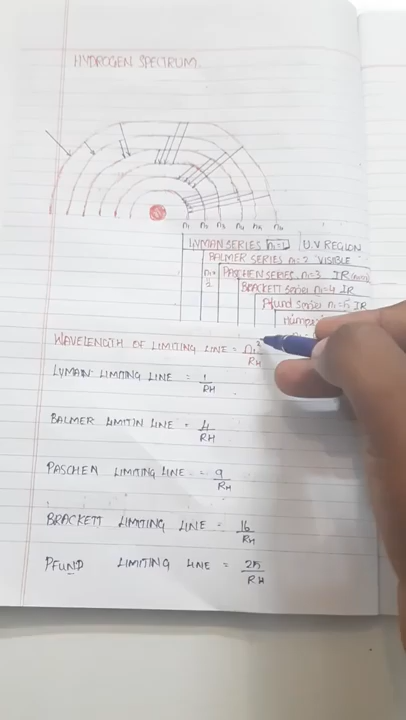 HYDROGEN SPECTRUM
n₁ n₂ n₃ n₄ n₅ n₆
LYMAN SERIES n₁=1 U.V REGION
BALMER SERIES n₁=2 VISIBLE
PASCHEN SERIES n₁=3 IR
BRACKETT series n₁=4 IR
Pfund series n₁=5 IR
WAVELENGTH OF LIMITING LINE = n₁²/RH
LYMAN LIMITING LINE = 1/RH
BALMER LIMITIN LINE = 4/RH
PASCHEN LIMITING LINE = 9/RH
BRACKETT LIMITING LINE = 16/RH
PFUND LIMITING LINE = 25/RH